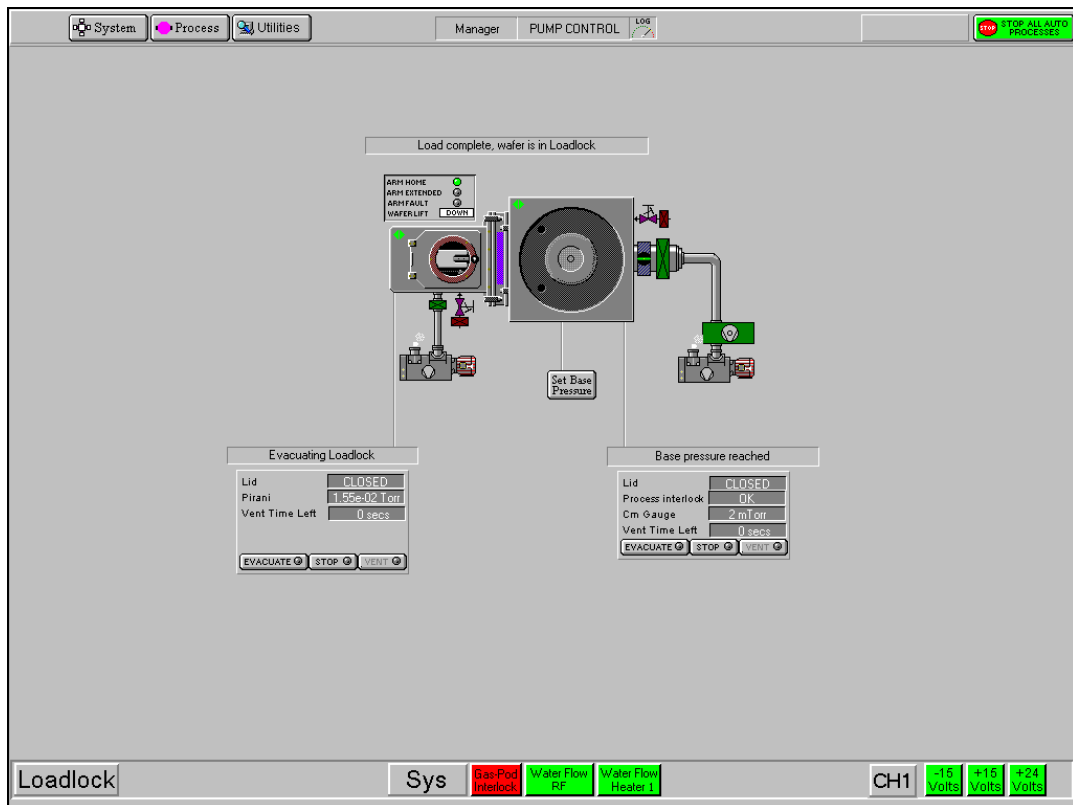 System
Process
Utilities
Manager
PUMP CONTROL
LOG
STOP
STOP ALL AUTO
PROCESSES
Load complete, wafer is in Loadlock
ARM HOME
ARM EXTENDED
ARM FAULT
WAFER LIFT DOWN
Set Base
Pressure
Evacuating Loadlock
Lid CLOSED
Pirani 1.55e-02 Torr
Vent Time Left 0 secs
EVACUATE STOP VENT
Base pressure reached
Lid CLOSED
Process interlock OK
Cm Gauge 2 mTorr
Vent Time Left 0 secs
EVACUATE STOP VENT
Loadlock
Sys
Gas-Pod
Interlock
Water Flow
RF
Water Flow
Heater 1
CH1
-15
Volts
+15
Volts
+24
Volts